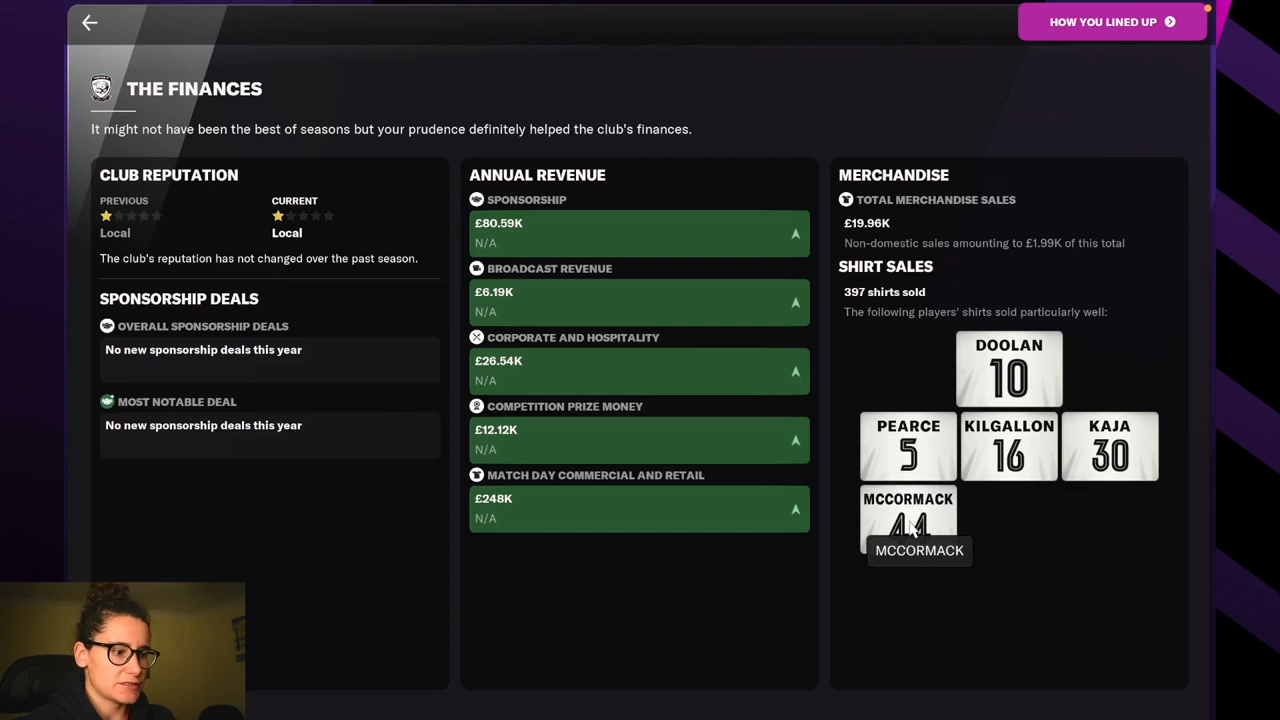 HOW YOU LINED UP
THE FINANCES
It might not have been the best of seasons but your prudence definitely helped the club's finances.
CLUB REPUTATION
PREVIOUS
CURRENT
Local
Local
The club's reputation has not changed over the past season.
SPONSORSHIP DEALS
OVERALL SPONSORSHIP DEALS
No new sponsorship deals this year
MOST NOTABLE DEAL
No new sponsorship deals this year
ANNUAL REVENUE
SPONSORSHIP
£80.59K
N/A
BROADCAST REVENUE
£6.19K
N/A
CORPORATE AND HOSPITALITY
£26.54K
N/A
COMPETITION PRIZE MONEY
£12.12K
N/A
MATCH DAY COMMERCIAL AND RETAIL
£248K
N/A
MERCHANDISE
TOTAL MERCHANDISE SALES
£19.96K
Non-domestic sales amounting to £1.99K of this total
SHIRT SALES
397 shirts sold
The following players' shirts sold particularly well:
DOOLAN
10
PEARCE
5
KILGALLON
16
KAJA
30
MCCORMACK
44
MCCORMACK